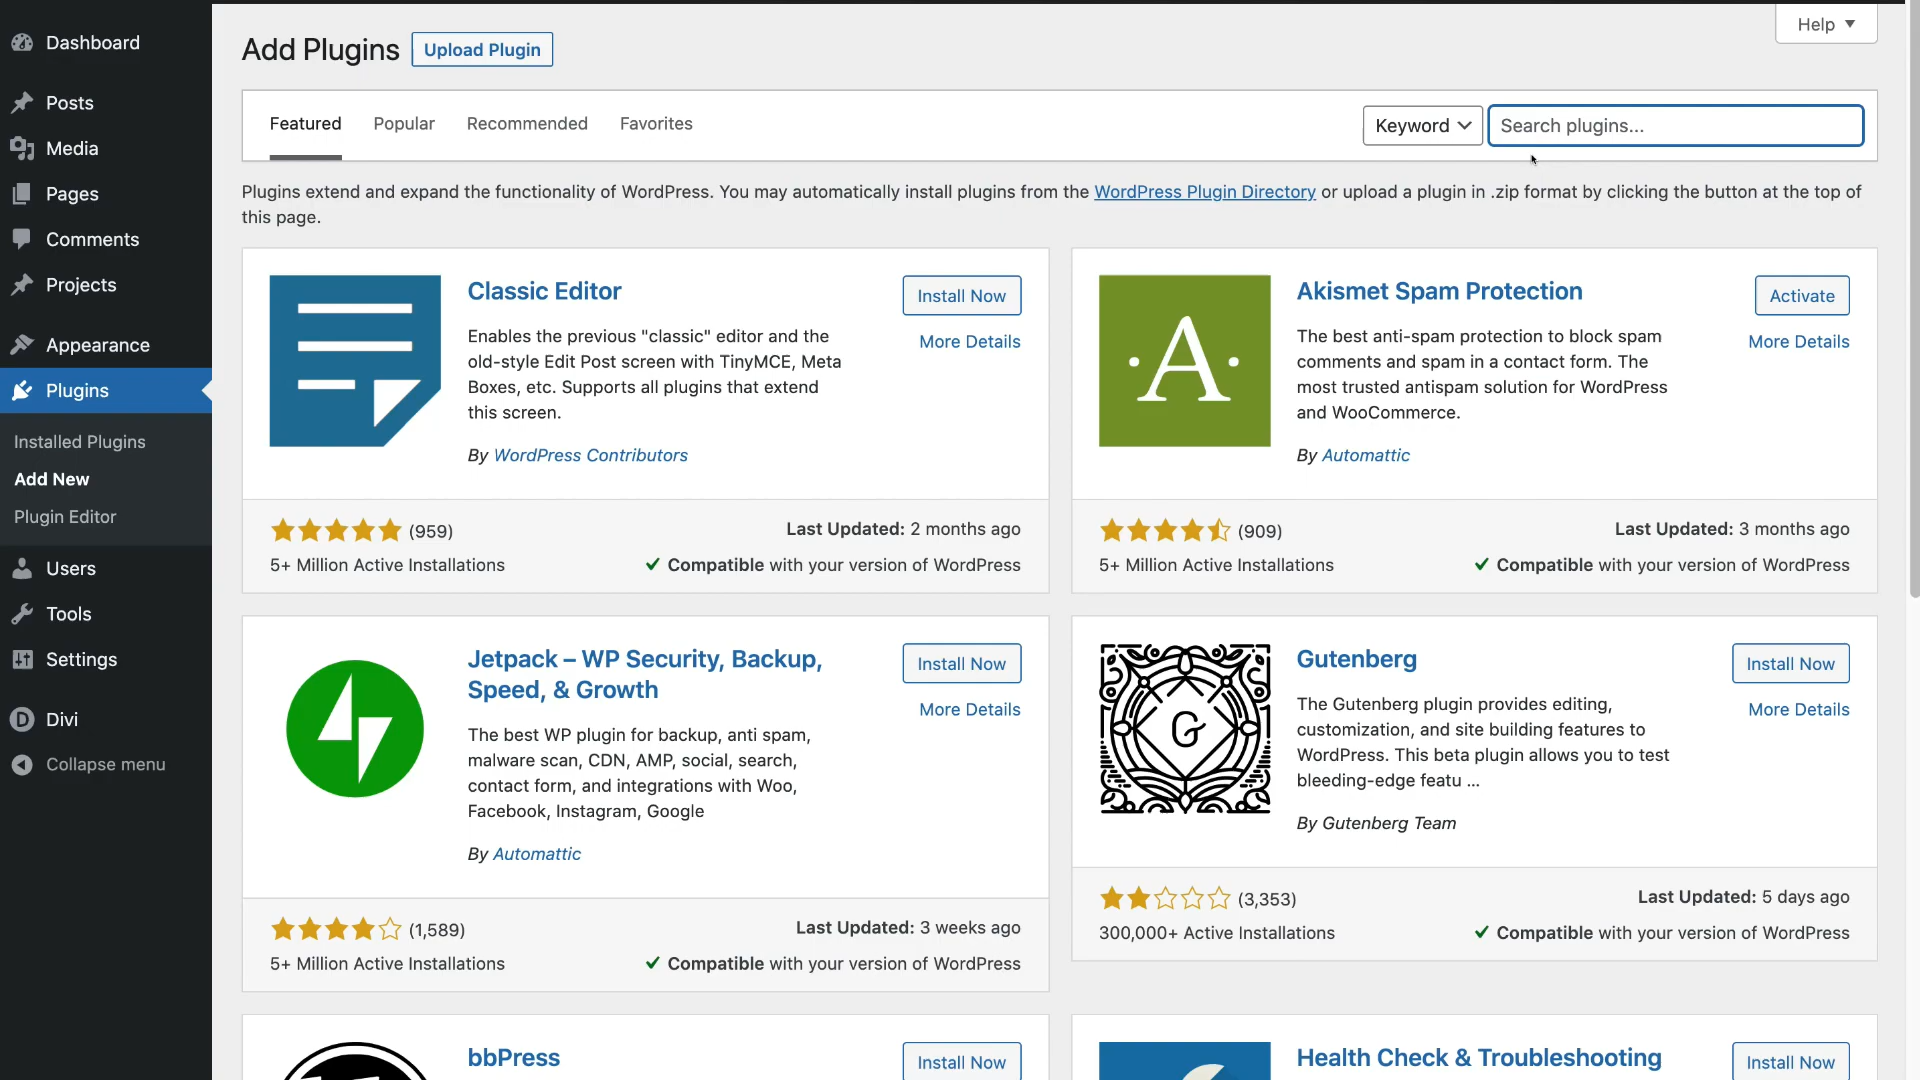 Dashboard
Posts
Media
Pages
Comments
Projects
Appearance
Plugins
Installed Plugins
Add New
Plugin Editor
Users
Tools
Settings
Divi
Collapse menu
Help
Add Plugins
Upload Plugin
Featured
Popular
Recommended
Favorites
Keyword
Search plugins...
Plugins extend and expand the functionality of WordPress. You may automatically install plugins from the WordPress Plugin Directory or upload a plugin in .zip format by clicking the button at the top of
this page.
Classic Editor
Install Now
More Details
Enables the previous "classic" editor and the
old-style Edit Post screen with TinyMCE, Meta
Boxes, etc. Supports all plugins that extend
this screen.
By WordPress Contributors
(959)
Last Updated: 2 months ago
5+ Million Active Installations
Compatible with your version of WordPress
A
Akismet Spam Protection
Activate
More Details
The best anti-spam protection to block spam
comments and spam in a contact form. The
most trusted antispam solution for WordPress
and WooCommerce.
By Automattic
(909)
Last Updated: 3 months ago
5+ Million Active Installations
Compatible with your version of WordPress
Jetpack – WP Security, Backup,
Speed, & Growth
Install Now
More Details
The best WP plugin for backup, anti spam,
malware scan, CDN, AMP, social, search,
contact form, and integrations with Woo,
Facebook, Instagram, Google
By Automattic
(1,589)
Last Updated: 3 weeks ago
5+ Million Active Installations
Compatible with your version of WordPress
G
Gutenberg
Install Now
More Details
The Gutenberg plugin provides editing,
customization, and site building features to
WordPress. This beta plugin allows you to test
bleeding-edge featu ...
By Gutenberg Team
(3,353)
Last Updated: 5 days ago
300,000+ Active Installations
Compatible with your version of WordPress
bbPress
Install Now
Health Check & Troubleshooting
Install Now